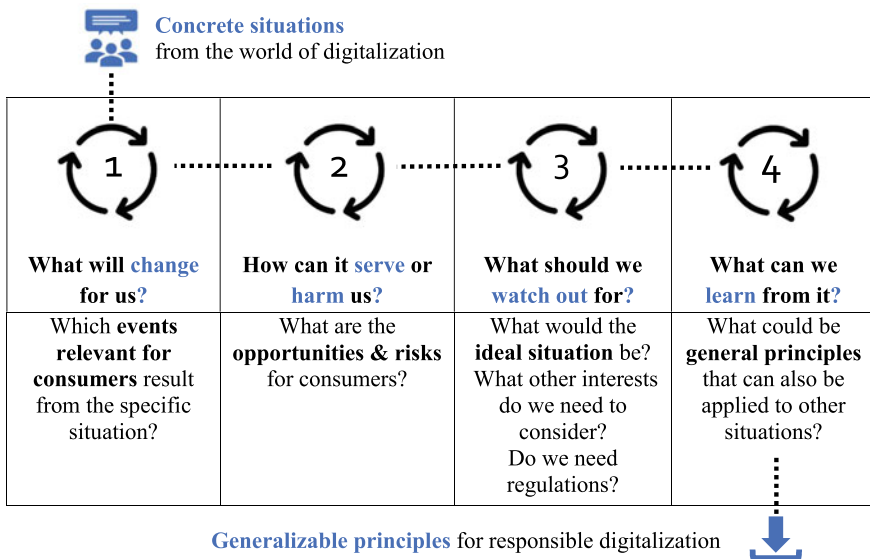 Concrete situations
from the world of digitalization
1
2
3
4
What will change
for us?
How can it serve or
harm us?
What should we
watch out for?
What can we
learn from it?
Which events
relevant for
consumers result
from the specific
situation?
What are the
opportunities & risks
for consumers?
What would the
ideal situation be?
What other interests
do we need to
consider?
Do we need
regulations?
What could be
general principles
that can also be
applied to other
situations?
Generalizable principles for responsible digitalization